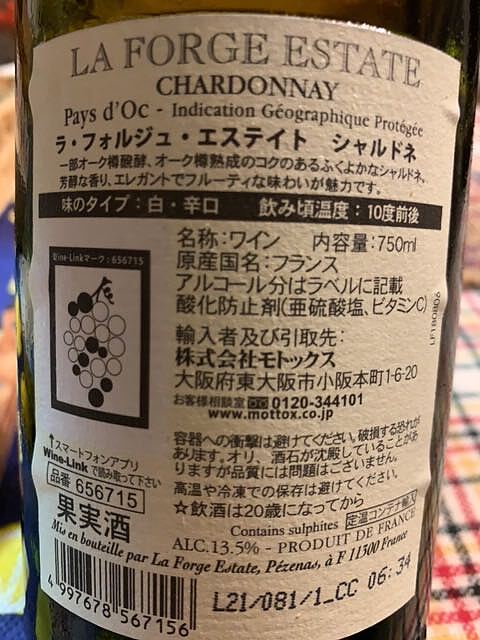 LA FORGE ESTATE
CHARDONNAY
Pays d'Oc - Indication Géographique Protégée
ラ・フォルジュ・エステイト シャルドネ
一部オーク樽醗酵、オーク樽熟成のコクのあるふくよかなシャルドネ。
芳醇な香り、エレガントでフルーティな味わいが魅力です。
味のタイプ:白・辛口 飲み頃温度:10度前後
Wine-Linkマーク:656715
名称:ワイン 内容量:750ml
原産国名:フランス
アルコール分はラベルに記載
酸化防止剤(亜硫酸塩、ビタミンC)
輸入者及び引取先:
株式会社モトックス
大阪府東大阪市小阪本町1-6-20
お客様相談室 0120-344101
www.mottox.co.jp
↑スマートフォンアプリ
Wine-Linkで読み取って下さい
品番 656715
容器への衝撃は避けてください。破損する恐れが
あります。オリ、酒石が沈殿していることがあ
りますが品質には問題はございません。
高温や冷凍での保存は避けてください。
☆飲酒は20歳になってから
果実酒
Contains sulphites 定温コンテナ輸入
ALC.13.5% - PRODUIT DE FRANCE
Mis en bouteille par La Forge Estate, Pézenas, à F 11300 France
4 997678 567156
L21/081/1_CC 06:34